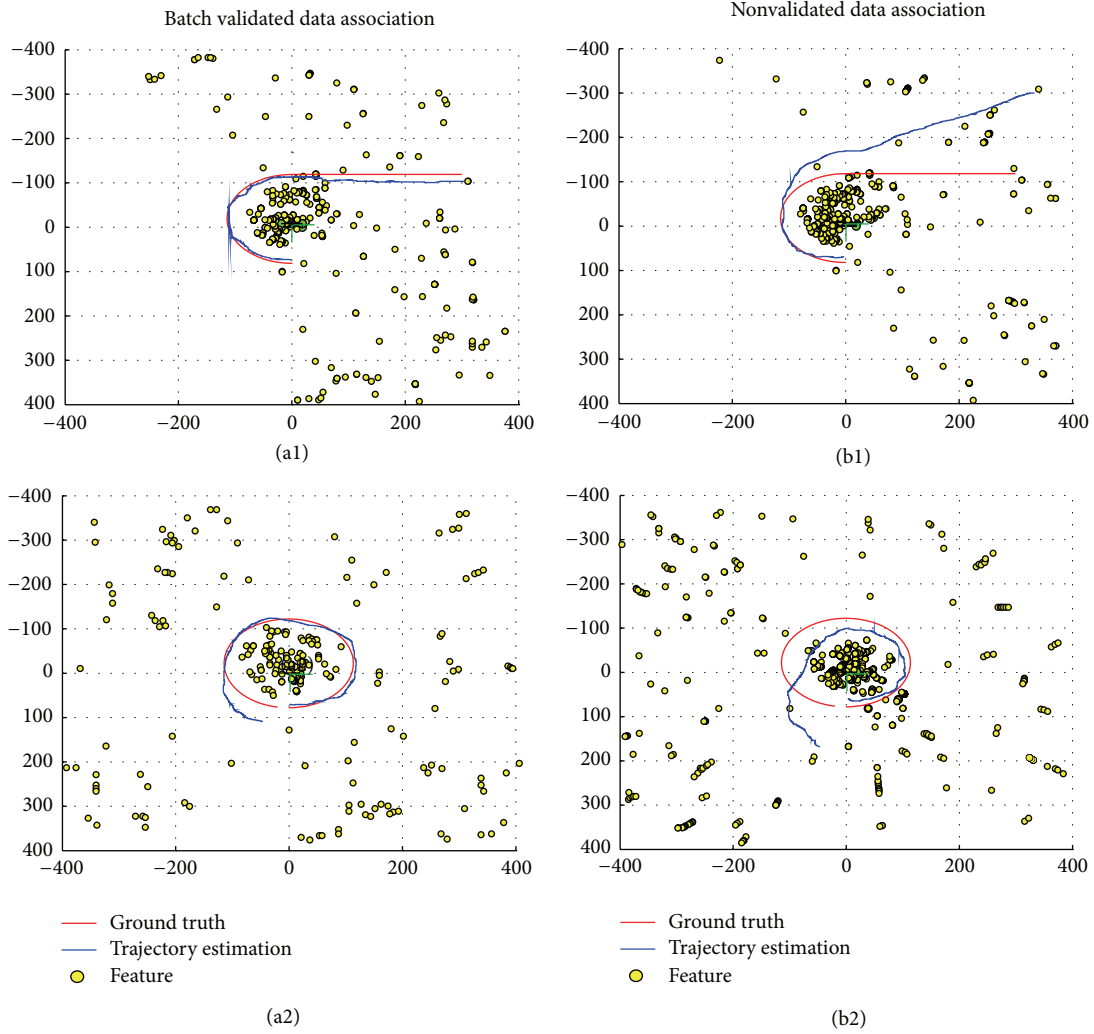 Batch validated data association
Nonvalidated data association
−400
−300
−200
−100
0
100
200
300
400
−400 −200 0 200 400
(a1)
−400
−300
−200
−100
0
100
200
300
400
−400 −200 0 200 400
(b1)
−400
−300
−200
−100
0
100
200
300
400
−400 −200 0 200 400
Ground truth
Trajectory estimation
Feature
(a2)
−400
−300
−200
−100
0
100
200
300
400
−400 −200 0 200 400
Ground truth
Trajectory estimation
Feature
(b2)